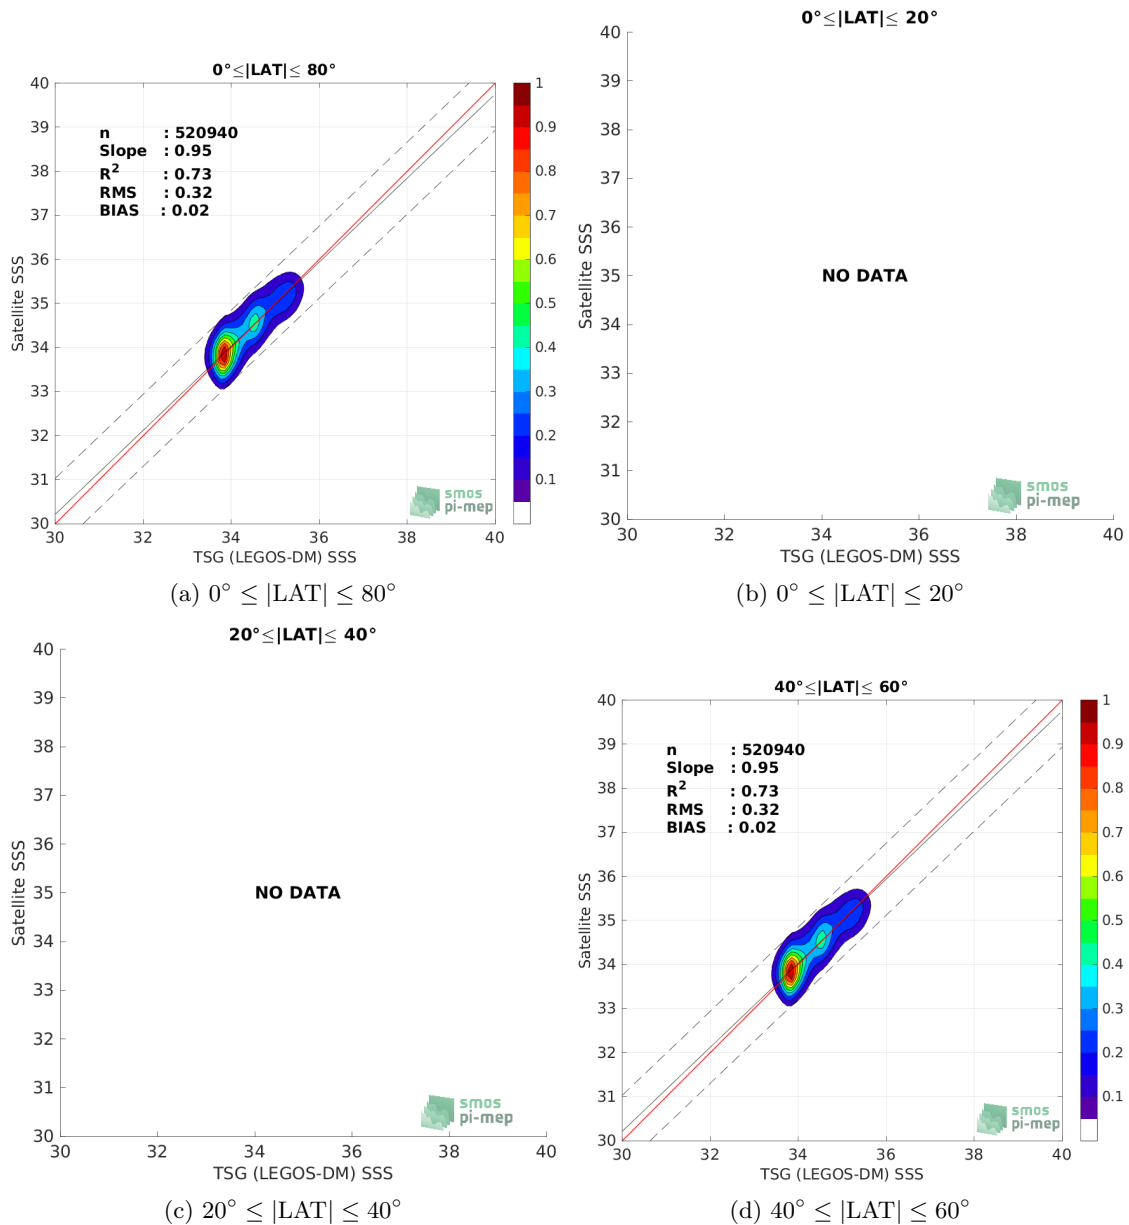 0°≤|LAT|≤ 80°
40
39
38
37
36
35
34
33
32
31
30
30
32
34
36
38
40
Satellite SSS
TSG (LEGOS-DM) SSS
n : 520940
Slope : 0.95
R² : 0.73
RMS : 0.32
BIAS : 0.02
smos
pi-mep
1
0.9
0.8
0.7
0.6
0.5
0.4
0.3
0.2
0.1
(a) 0° ≤ |LAT| ≤ 80°
0°≤|LAT|≤ 20°
40
39
38
37
36
35
34
33
32
31
30
30
32
34
36
38
40
Satellite SSS
TSG (LEGOS-DM) SSS
NO DATA
smos
pi-mep
(b) 0° ≤ |LAT| ≤ 20°
20°≤|LAT|≤ 40°
40
39
38
37
36
35
34
33
32
31
30
30
32
34
36
38
40
Satellite SSS
TSG (LEGOS-DM) SSS
NO DATA
smos
pi-mep
(c) 20° ≤ |LAT| ≤ 40°
40°≤|LAT|≤ 60°
40
39
38
37
36
35
34
33
32
31
30
30
32
34
36
38
40
Satellite SSS
TSG (LEGOS-DM) SSS
n : 520940
Slope : 0.95
R² : 0.73
RMS : 0.32
BIAS : 0.02
smos
pi-mep
1
0.9
0.8
0.7
0.6
0.5
0.4
0.3
0.2
0.1
(d) 40° ≤ |LAT| ≤ 60°